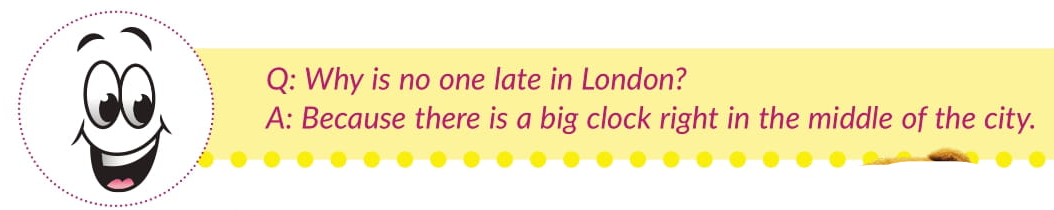 Q: Why is no one late in London?
A: Because there is a big clock right in the middle of the city.